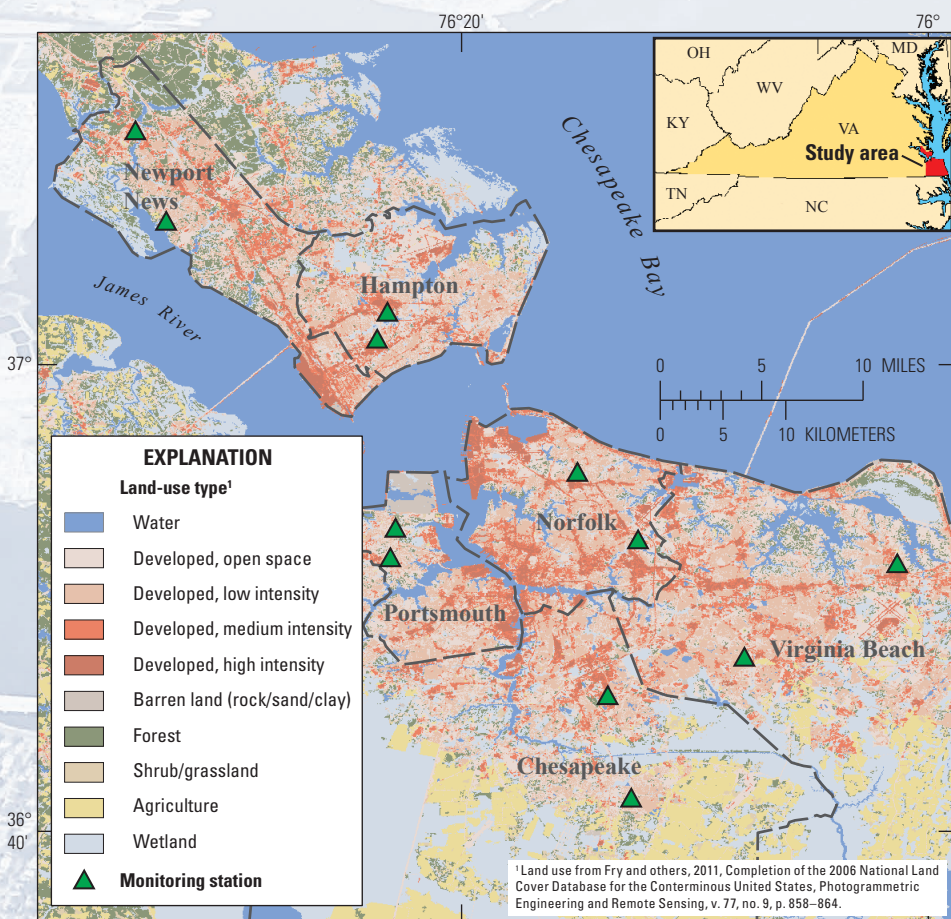 76°20'
76°
OH
MD
WV
KY
VA
Study area
TN
NC
Chesapeake Bay
Newport
News
Hampton
James River
37°
0 5 10 MILES
0 5 10 KILOMETERS
Norfolk
Portsmouth
Virginia Beach
Chesapeake
36°
40'
EXPLANATION
Land-use type¹
Water
Developed, open space
Developed, low intensity
Developed, medium intensity
Developed, high intensity
Barren land (rock/sand/clay)
Forest
Shrub/grassland
Agriculture
Wetland
Monitoring station
¹Land use from Fry and others, 2011, Completion of the 2006 National Land
Cover Database for the Conterminous United States, Photogrammetric
Engineering and Remote Sensing, v. 77, no. 9, p. 858–864.